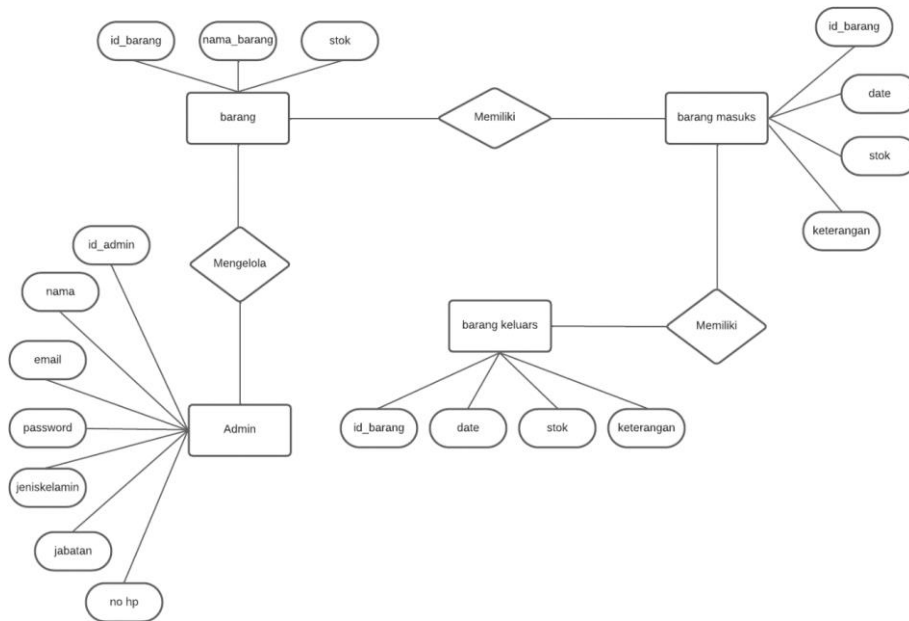 id_barang
nama_barang
stok
id_barang
date
barang
Memiliki
barang masuks
stok
keterangan
id_admin
Mengelola
nama
barang keluars
Memiliki
email
id_barang
date
stok
keterangan
password
Admin
jeniskelamin
jabatan
no hp